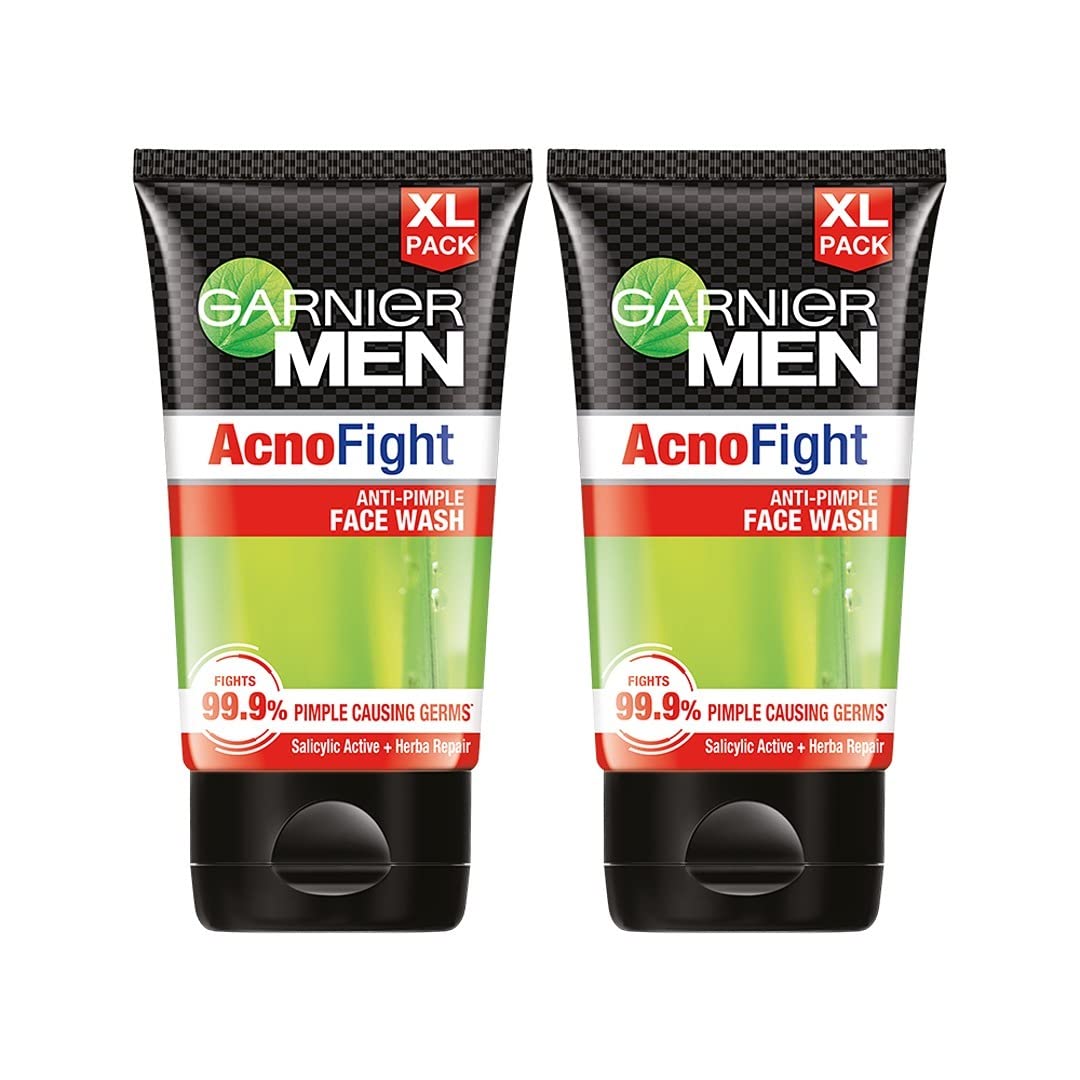 XL
PACK
GARNIER
MEN
AcnoFight
ANTI-PIMPLE
FACE WASH
FIGHTS
99.9% PIMPLE CAUSING GERMS*
Salicylic Active + Herba Repair
XL
PACK
GARNIER
MEN
AcnoFight
ANTI-PIMPLE
FACE WASH
FIGHTS
99.9% PIMPLE CAUSING GERMS*
Salicylic Active + Herba Repair